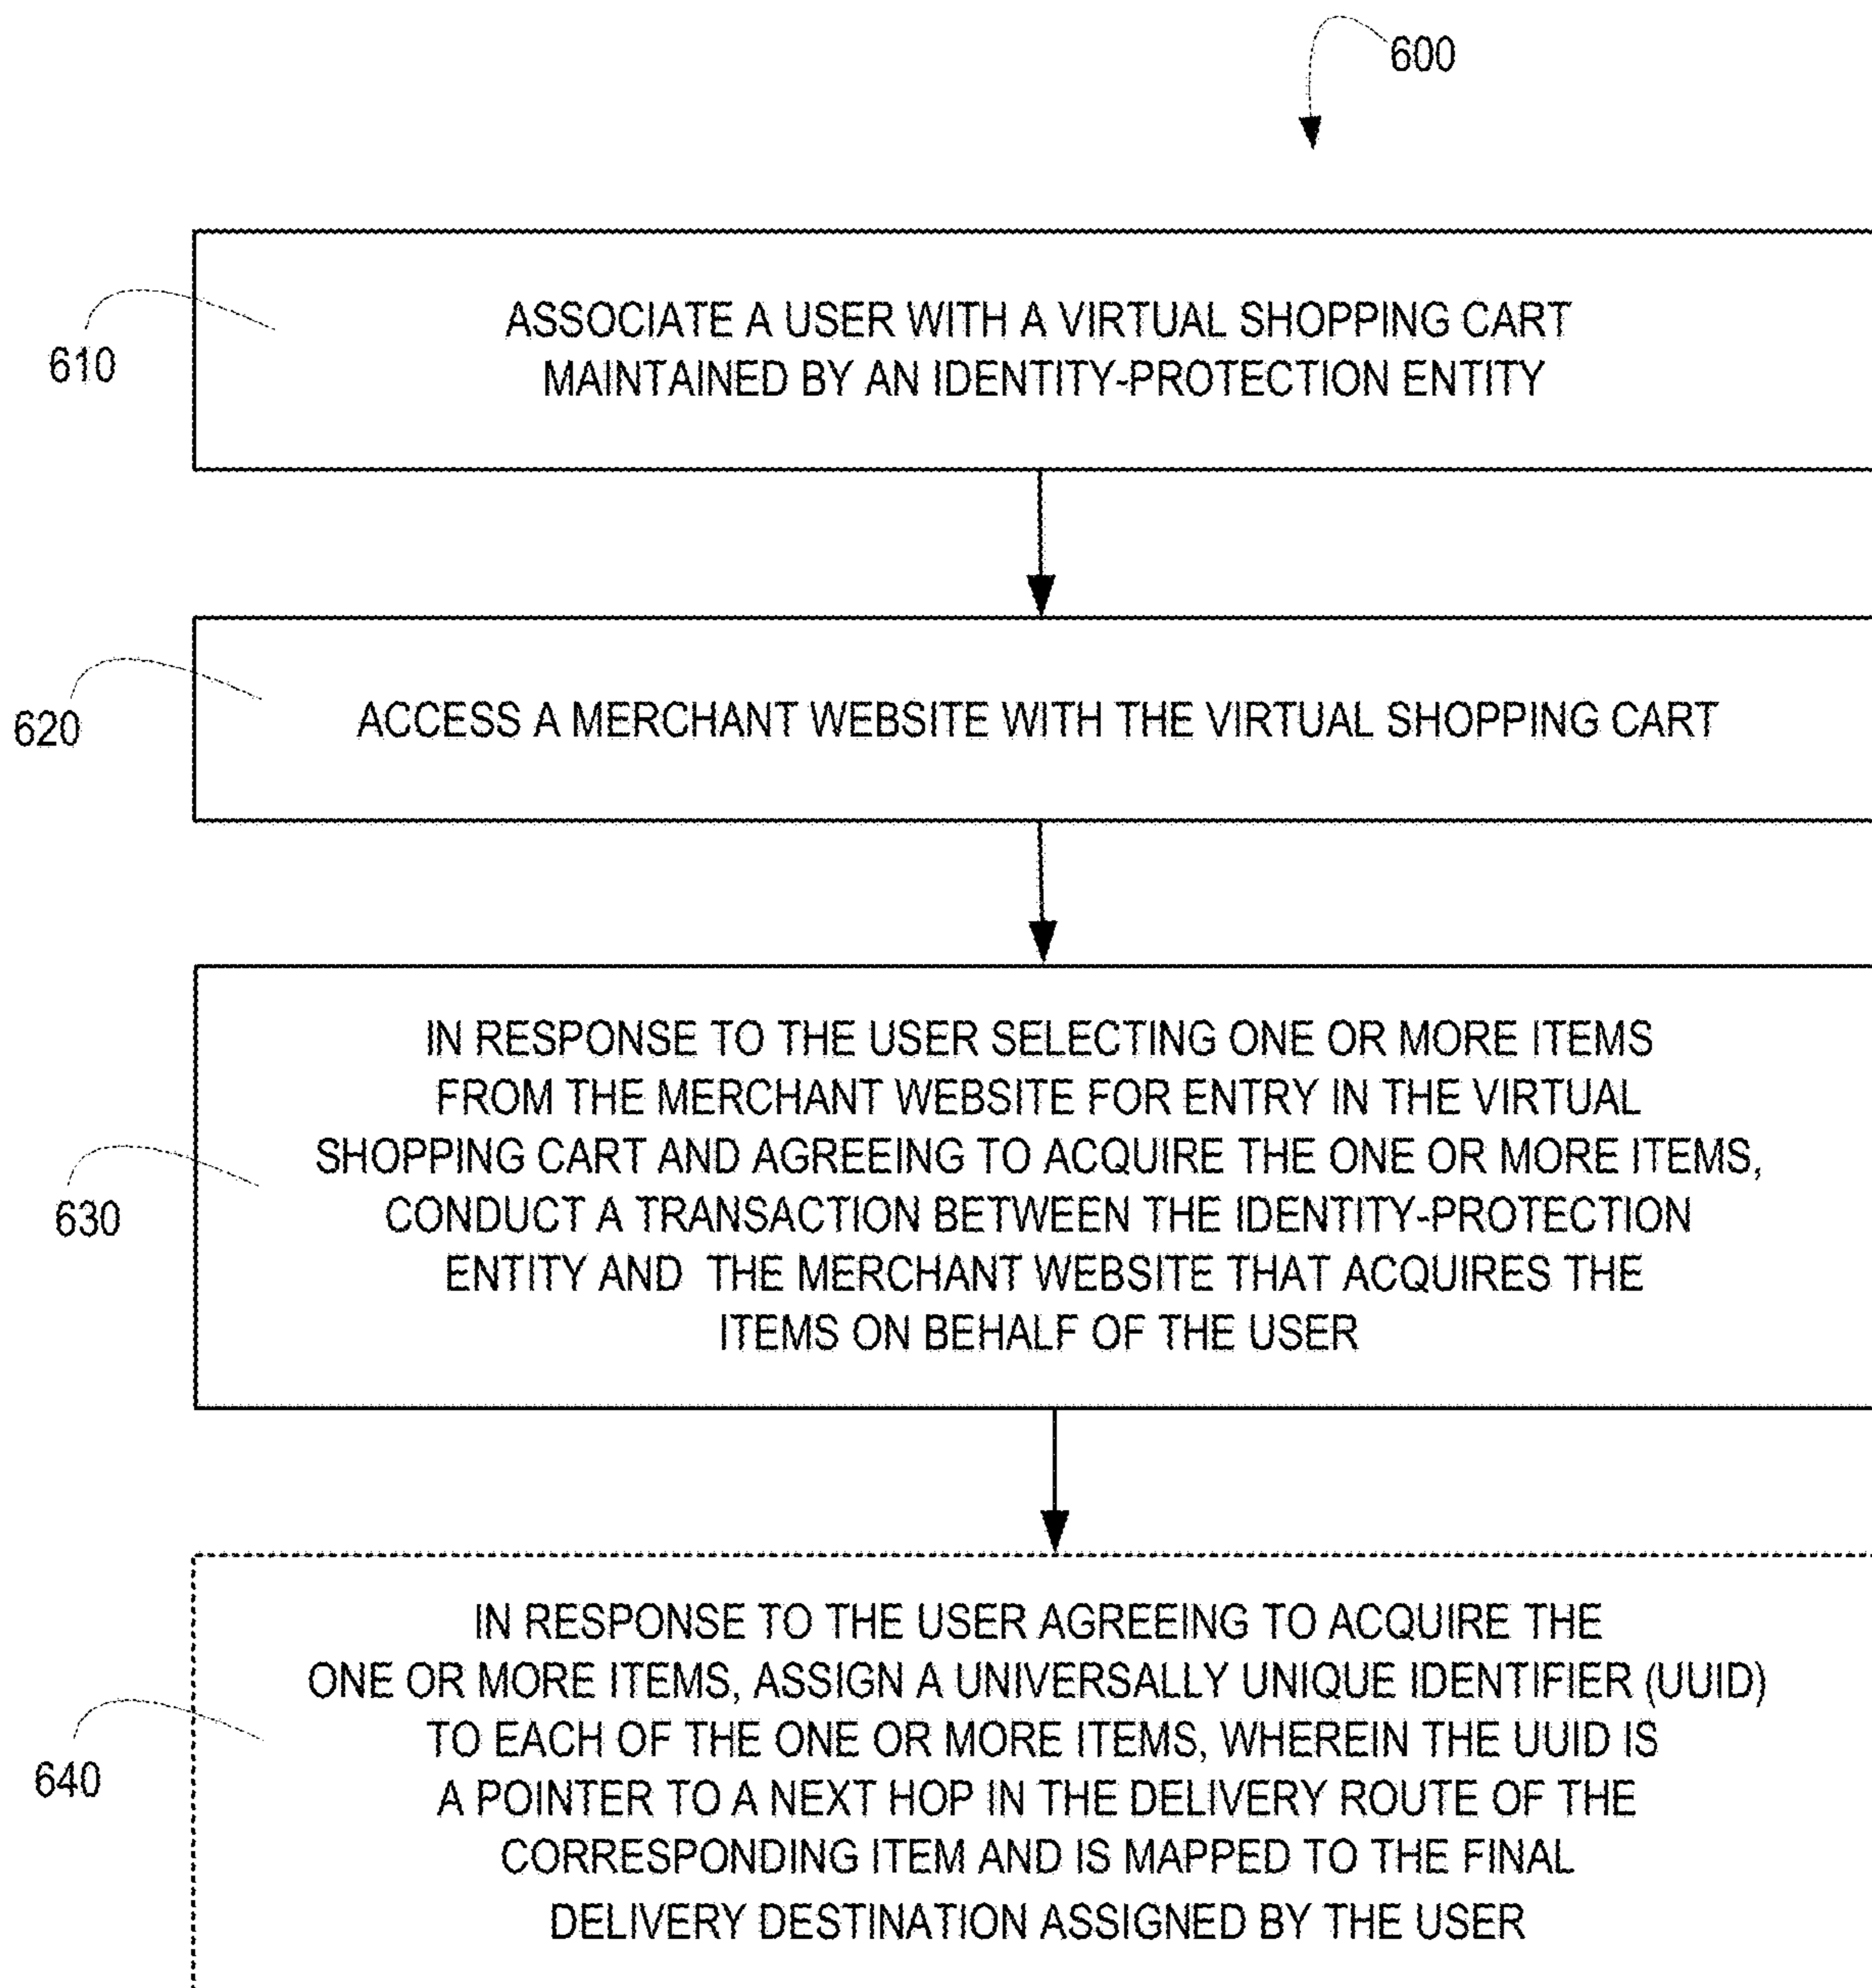 600
610
ASSOCIATE A USER WITH A VIRTUAL SHOPPING CART
MAINTAINED BY AN IDENTITY-PROTECTION ENTITY
620
ACCESS A MERCHANT WEBSITE WITH THE VIRTUAL SHOPPING CART
630
IN RESPONSE TO THE USER SELECTING ONE OR MORE ITEMS
FROM THE MERCHANT WEBSITE FOR ENTRY IN THE VIRTUAL
SHOPPING CART AND AGREEING TO ACQUIRE THE ONE OR MORE ITEMS,
CONDUCT A TRANSACTION BETWEEN THE IDENTITY-PROTECTION
ENTITY AND THE MERCHANT WEBSITE THAT ACQUIRES THE
ITEMS ON BEHALF OF THE USER
640
IN RESPONSE TO THE USER AGREEING TO ACQUIRE THE
ONE OR MORE ITEMS, ASSIGN A UNIVERSALLY UNIQUE IDENTIFIER (UUID)
TO EACH OF THE ONE OR MORE ITEMS, WHEREIN THE UUID IS
A POINTER TO A NEXT HOP IN THE DELIVERY ROUTE OF THE
CORRESPONDING ITEM AND IS MAPPED TO THE FINAL
DELIVERY DESTINATION ASSIGNED BY THE USER